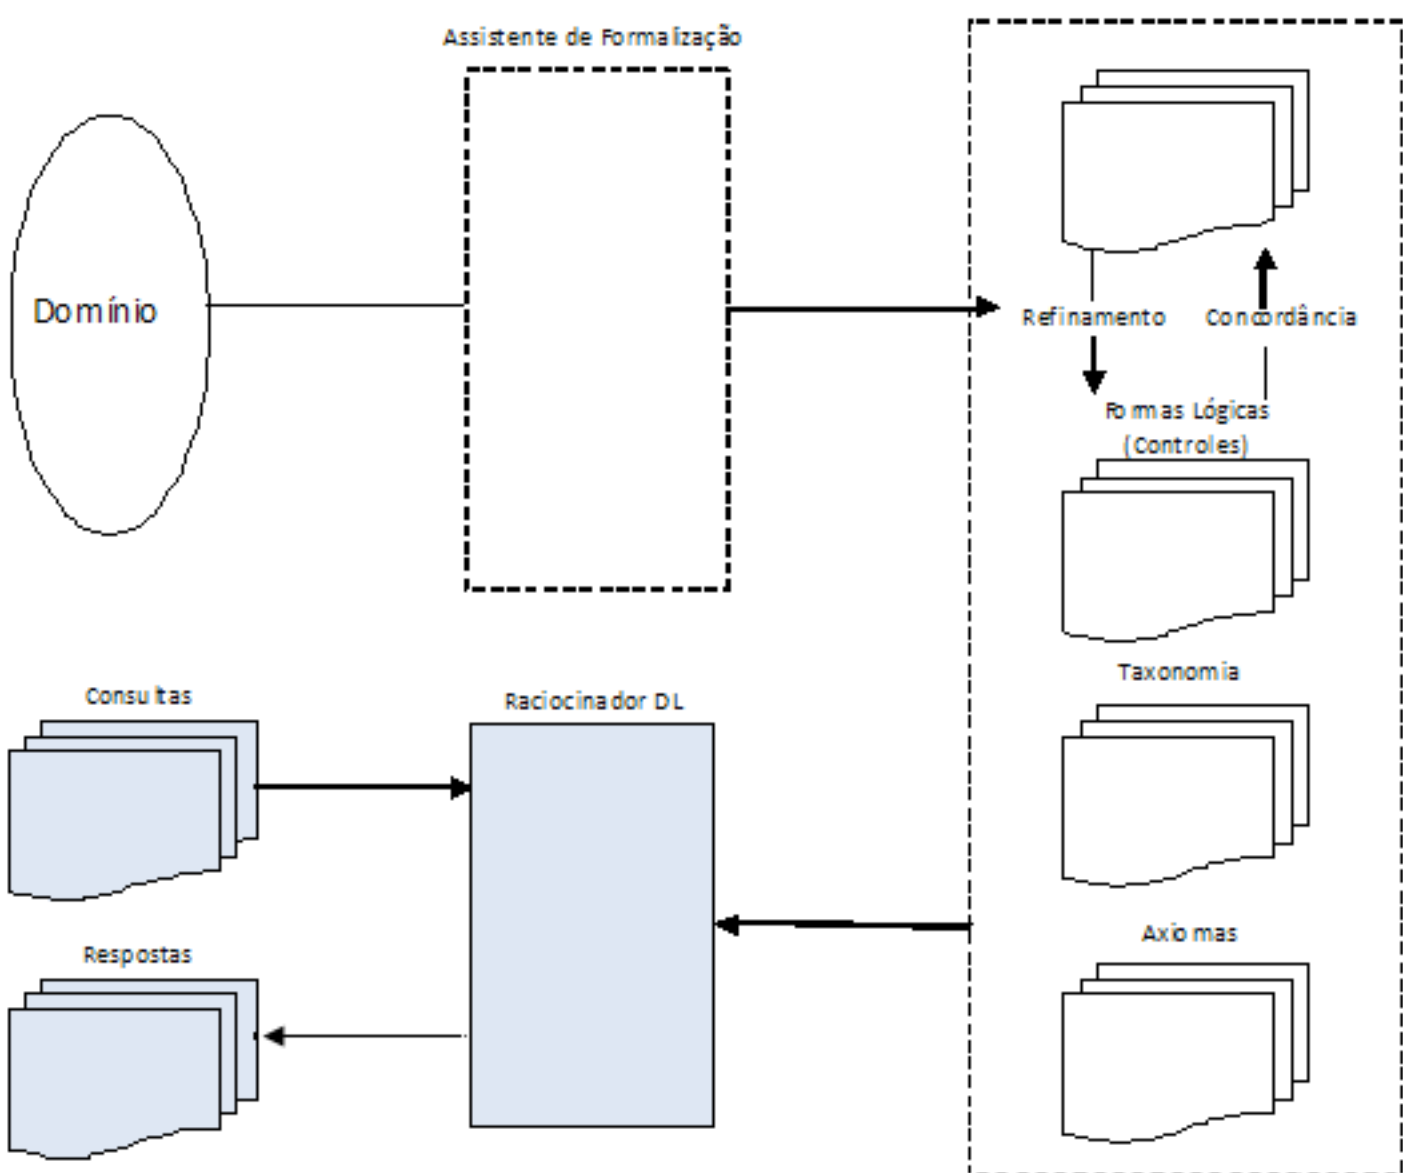 Assistente de Formalização
Domínio
Refinamento
Concordância
Formas Lógicas
(Controles)
Taxonomia
Consultas
Raciocinador DL
Axiomas
Respostas